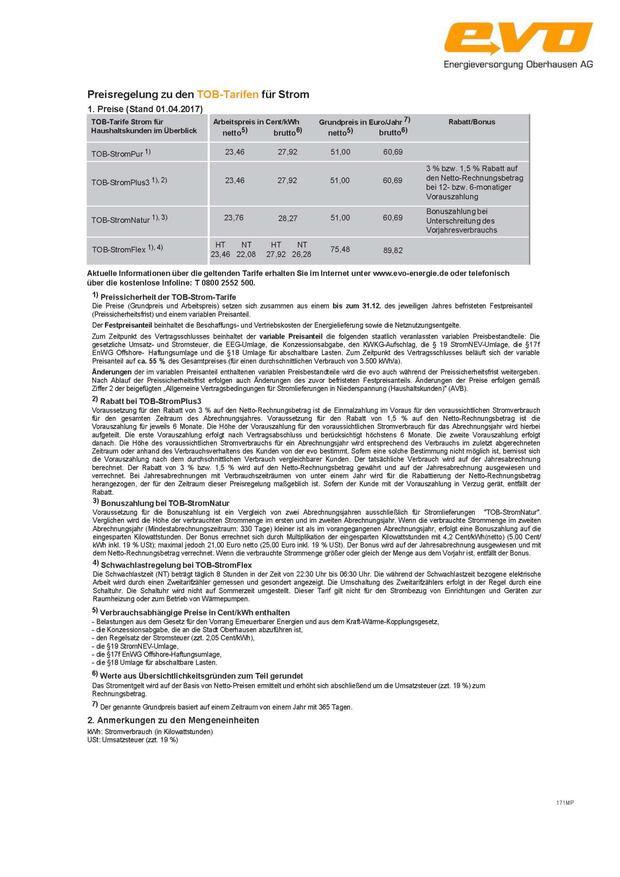 evo
Energieversorgung Oberhausen AG
Preisregelung zu den TOB-Tarifen für Strom
1. Preise (Stand 01.04.2017)
TOB-Tarife Strom für Haushaltskunden im Überblick
Arbeitspreis in Cent/kWh netto5) brutto6)
Grundpreis in Euro/Jahr 7) netto5) brutto6)
Rabatt/Bonus
TOB-StromPur 1) 23,46 27,92 51,00 60,69
TOB-StromPlus3 1), 2) 23,46 27,92 51,00 60,69 3 % bzw. 1,5 % Rabatt auf
den Netto-Rechnungsbetrag
bei 12- bzw. 6-monatiger
Vorauszahlung
TOB-StromNatur 1), 3) 23,76 28,27 51,00 60,69 Bonuszahlung bei
Unterschreitung des
Vorjahresverbrauchs
TOB-StromFlex 1), 4) HT NT HT NT 75,48 89,82
23,46 22,08 27,92 26,28
Aktuelle Informationen über die geltenden Tarife erhalten Sie im Internet unter www.evo-energie.de oder telefonisch
über die kostenlose Infoline: T 0800 2552 500.
1) Preissicherheit der TOB-Strom-Tarife
Die Preise (Grundpreis und Arbeitspreis) setzen sich zusammen aus einem bis zum 31.12. des jeweiligen Jahres befristeten Festpreisanteil
(Preissicherheitsfrist) und einem variablen Preisanteil.
Der Festpreisanteil beinhaltet die Beschaffungs- und Vertriebskosten der Energielieferung sowie die Netznutzungsentgelte.
Zum Zeitpunkt des Vertragsschlusses beinhaltet der variable Preisanteil die folgenden staatlich veranlassten variablen Preisbestandteile: Die
gesetzliche Umsatz- und Stromsteuer, die EEG-Umlage, die Konzessionsabgabe, den KWKG-Aufschlag, die § 19 StromNEV-Umlage, die §17f
EnWG Offshore- Haftungsumlage und die §18 Umlage für abschaltbare Lasten. Zum Zeitpunkt des Vertragsschlusses beläuft sich der variable
Preisanteil auf ca. 55 % des Gesamtpreises (für einen durchschnittlichen Verbrauch von 3.500 kWh/a).
Änderungen der im variablen Preisanteil enthaltenen variablen Preisbestandteile wird die evo auch während der Preissicherheitsfrist weitergeben.
Nach Ablauf der Preissicherheitsfrist erfolgen auch Änderungen des zuvor befristeten Festpreisanteils. Änderungen der Preise erfolgen gemäß
Ziffer 2 der beigefügten „Allgemeine Vertragsbedingungen für Stromlieferungen in Niederspannung (Haushaltskunden)" (AVB).
2) Rabatt bei TOB-StromPlus3
Voraussetzung für den Rabatt von 3 % auf den Netto-Rechnungsbetrag ist die Einmalzahlung im Voraus für den voraussichtlichen Stromverbrauch
für den gesamten Zeitraum des Abrechnungsjahres. Voraussetzung für den Rabatt von 1,5 % auf den Netto-Rechnungsbetrag ist die
Vorauszahlung für jeweils 6 Monate. Die Höhe der Vorauszahlung für den voraussichtlichen Stromverbrauch für das Abrechnungsjahr wird hierbei
aufgeteilt. Die erste Vorauszahlung erfolgt nach Vertragsabschluss und berücksichtigt höchstens 6 Monate. Die zweite Vorauszahlung erfolgt
danach. Die Höhe des voraussichtlichen Stromverbrauchs für ein Abrechnungsjahr wird entsprechend des Verbrauchs im zuletzt abgerechneten
Zeitraum oder anhand des Verbrauchsverhaltens des Kunden von der evo bestimmt. Sofern eine solche Bestimmung nicht möglich ist, bemisst sich
die Vorauszahlung nach dem durchschnittlichen Verbrauch vergleichbarer Kunden. Der tatsächliche Verbrauch wird auf der Jahresabrechnung
berechnet. Der Rabatt von 3 % bzw. 1,5 % wird auf den Netto-Rechnungsbetrag gewährt und auf der Jahresabrechnung ausgewiesen und
verrechnet. Bei Jahresabrechnungen mit Verbrauchszeiträumen von unter einem Jahr wird für die Rabattierung der Netto-Rechnungsbetrag
herangezogen, der für den Zeitraum dieser Preisregelung maßgeblich ist. Sofern der Kunde mit der Vorauszahlung in Verzug gerät, entfällt der
Rabatt.
3) Bonuszahlung bei TOB-StromNatur
Voraussetzung für die Bonuszahlung ist ein Vergleich von zwei Abrechnungsjahren ausschließlich für Stromlieferungen "TOB-StromNatur".
Verglichen wird die Höhe der verbrauchten Strommenge im ersten und im zweiten Abrechnungsjahr. Wenn die verbrauchte Strommenge im zweiten
Abrechnungsjahr (Mindestabrechnungszeitraum: 330 Tage) kleiner ist als im vorangegangenen Abrechnungsjahr, erfolgt eine Bonuszahlung auf die
eingesparten Kilowattstunden. Der Bonus errechnet sich durch Multiplikation der eingesparten Kilowattstunden mit 4,2 Cent/kWh(netto) (5,00 Cent/
kWh inkl. 19 % USt); maximal jedoch 21,00 Euro netto (25,00 Euro inkl. 19 % USt). Der Bonus wird auf der Jahresabrechnung ausgewiesen und mit
dem Netto-Rechnungsbetrag verrechnet. Wenn die verbrauchte Strommenge größer oder gleich der Menge aus dem Vorjahr ist, entfällt der Bonus.
4) Schwachlastregelung bei TOB-StromFlex
Die Schwachlastzeit (NT) beträgt täglich 8 Stunden in der Zeit von 22:30 Uhr bis 06:30 Uhr. Die während der Schwachlastzeit bezogene elektrische
Arbeit wird durch einen Zweitarifzähler gemessen und gesondert angezeigt. Die Umschaltung des Zweitarifzählers erfolgt in der Regel durch eine
Schaltuhr. Die Schaltuhr wird nicht auf Sommerzeit umgestellt. Dieser Tarif gilt nicht für den Strombezug von Einrichtungen und Geräten zur
Raumheizung oder zum Betrieb von Wärmepumpen.
5) Verbrauchsabhängige Preise in Cent/kWh enthalten
- Belastungen aus dem Gesetz für den Vorrang Erneuerbarer Energien und aus dem Kraft-Wärme-Kopplungsgesetz,
- die Konzessionsabgabe, die an die Stadt Oberhausen abzuführen ist,
- den Regelsatz der Stromsteuer (zzt. 2,05 Cent/kWh),
- die §19 StromNEV-Umlage,
- die §17f EnWG Offshore-Haftungsumlage,
- die §18 Umlage für abschaltbare Lasten.
6) Werte aus Übersichtlichkeitsgründen zum Teil gerundet
Das Stromentgelt wird auf der Basis von Netto-Preisen ermittelt und erhöht sich abschließend um die Umsatzsteuer (zzt. 19 %) zum
Rechnungsbetrag.
7) Der genannte Grundpreis basiert auf einem Zeitraum von einem Jahr mit 365 Tagen.
2. Anmerkungen zu den Mengeneinheiten
kWh: Stromverbrauch (in Kilowattstunden)
USt: Umsatzsteuer (zzt. 19 %)
171MP